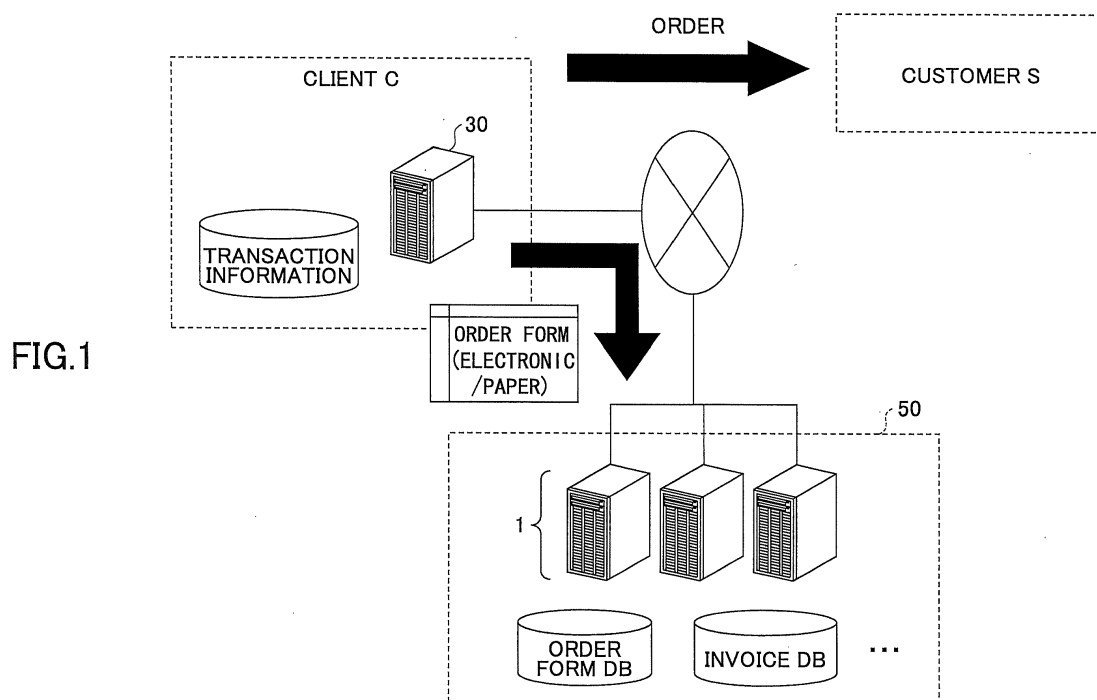 ORDER
CLIENT C
CUSTOMER S
30
TRANSACTION
INFORMATION
ORDER FORM
(ELECTRONIC
/PAPER)
FIG.1
50
1
ORDER
FORM DB
INVOICE DB
...